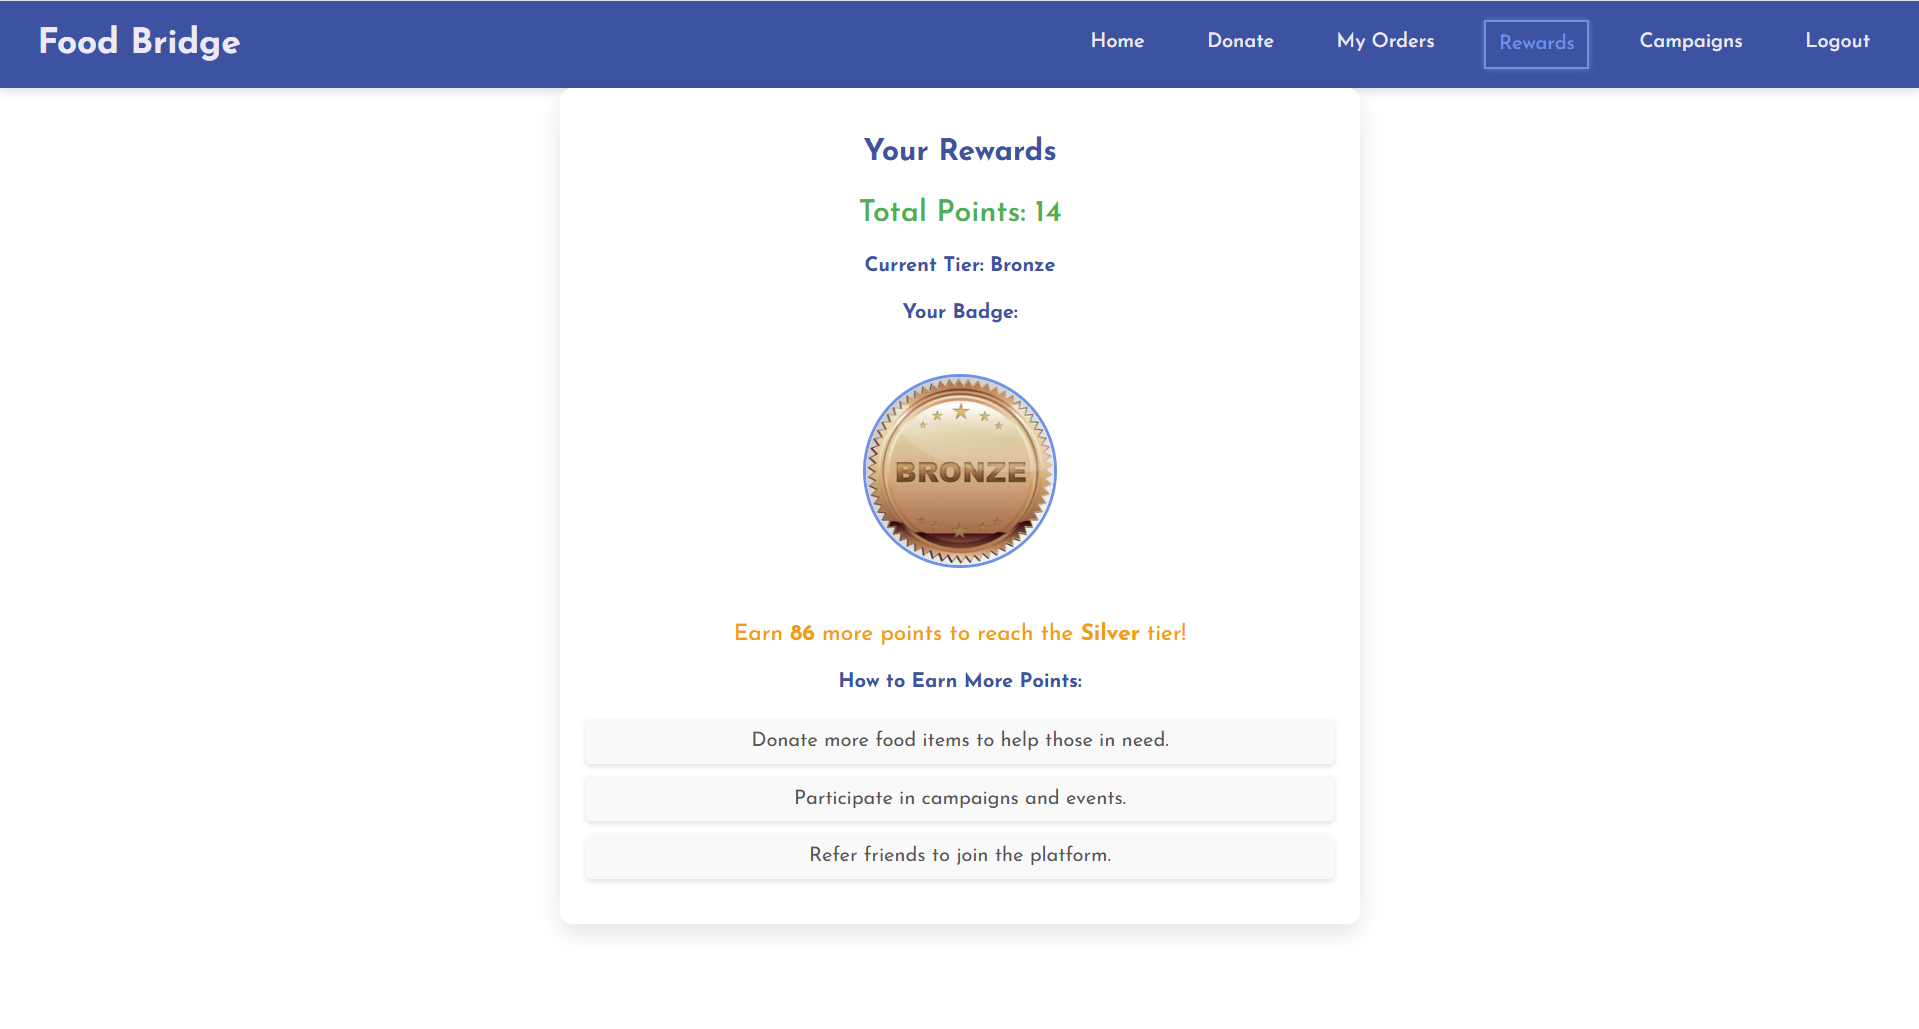 Food Bridge
Home Donate My Orders Rewards Campaigns Logout
Your Rewards
Total Points: 14
Current Tier: Bronze
Your Badge:
BRONZE
Earn 86 more points to reach the Silver tier!
How to Earn More Points:
Donate more food items to help those in need.
Participate in campaigns and events.
Refer friends to join the platform.